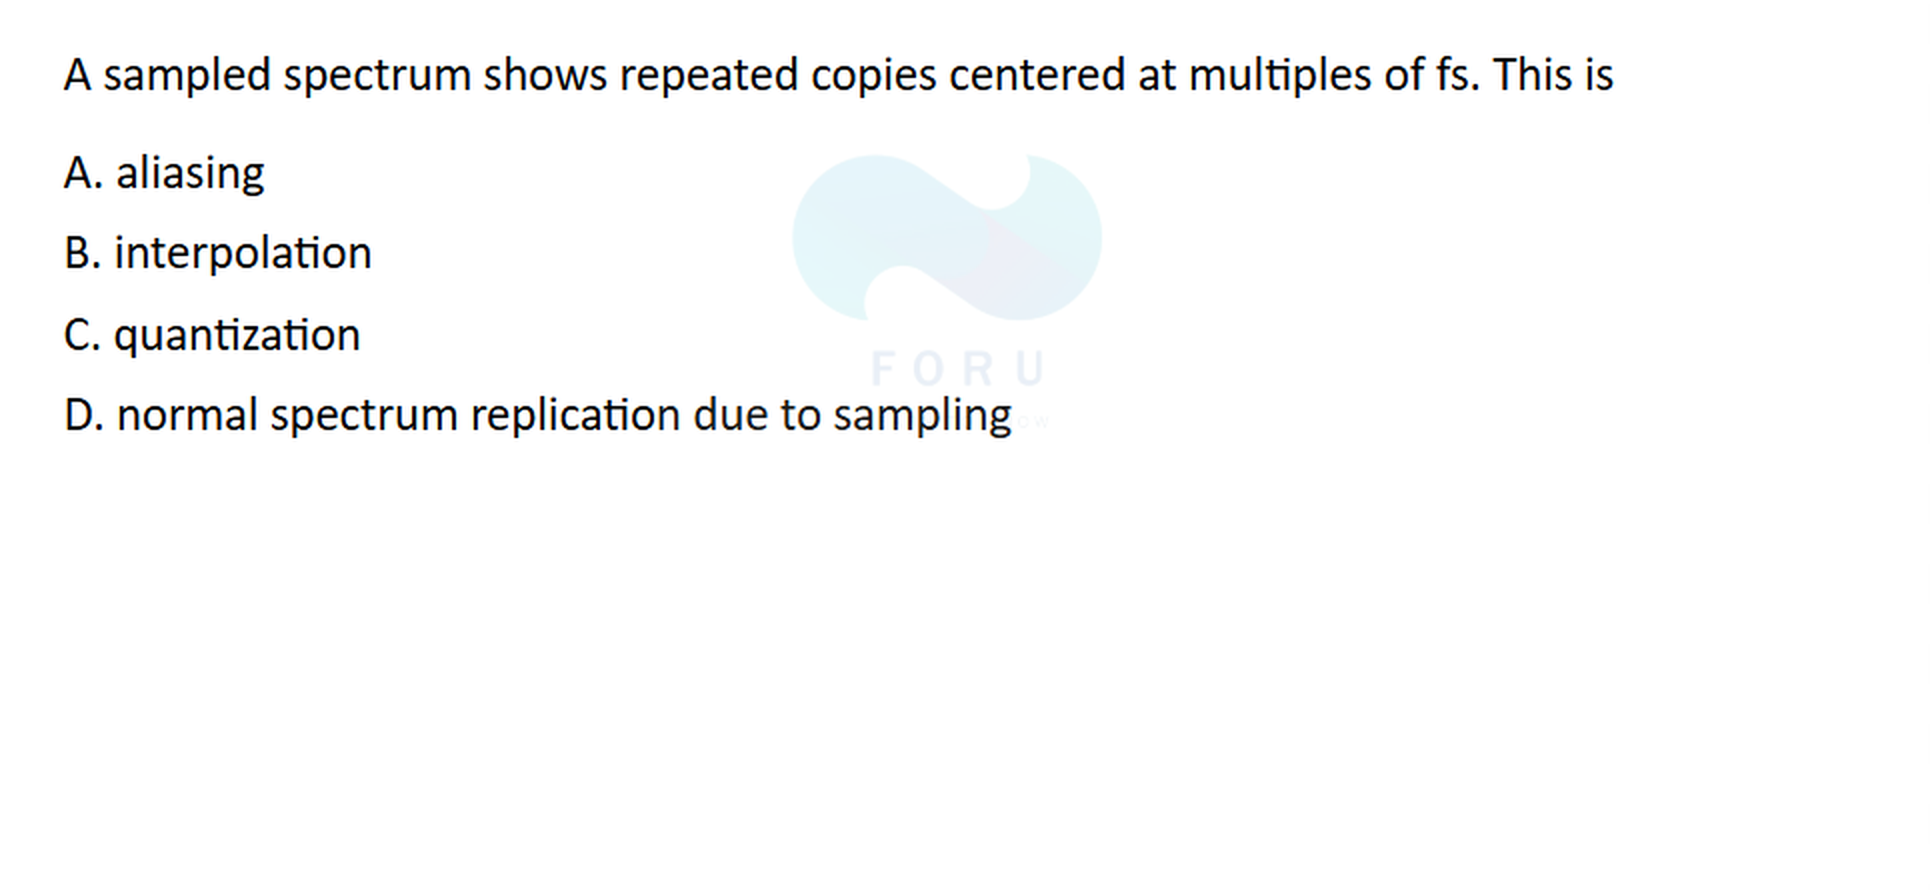 A sampled spectrum shows repeated copies centered at multiples of fs. This is
A. aliasing
B. interpolation
C. quantization
FORU
D. normal spectrum replication due to sampling